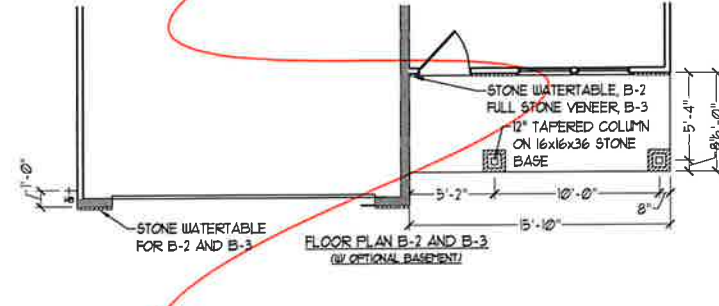 STONE WATERTABLE, B-2
FULL STONE VENEER, B-3
12" TAPERED COLUMN
ON 16x16x36 STONE
BASE
5'-4"
6'-0"
8"
1'-0"
8"
5'-2"
10'-0"
8"
15'-10"
STONE WATERTABLE
FOR B-2 AND B-3
FLOOR PLAN B-2 AND B-3
(W/ OPTIONAL BASEMENT)